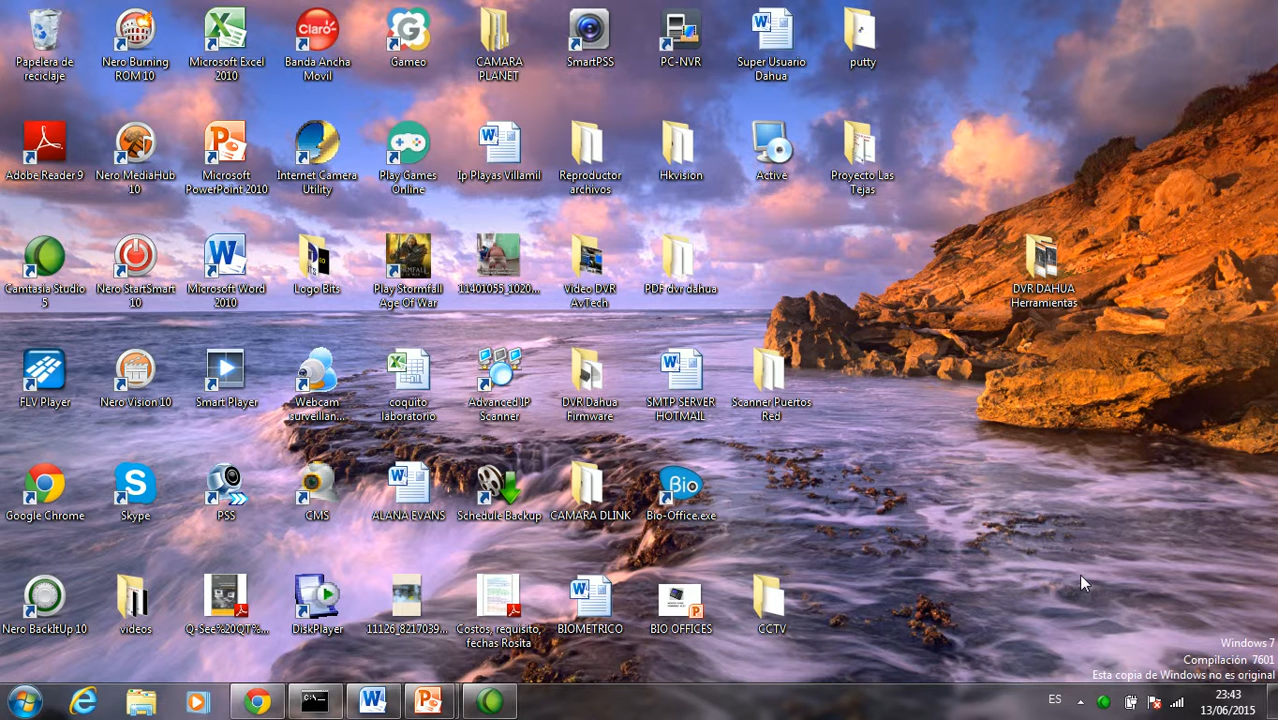 Papelera de
reciclaje
Nero Burning
ROM 10
Microsoft Excel
2010
Claro
Banda Ancha
Movil
Gameo
CAMARA
PLANET
SmartPSS
PC-NVR
Super Usuario
Dahua
putty
Adobe Reader 9
Nero MediaHub
10
Microsoft
PowerPoint 2010
Internet Camera
Utility
Play Games
Online
Ip Playas Villamil
Reproductor
archivos
Hkvision
Active
Proyecto Las
Tejas
Camtasia Studio
5
Nero StartSmart
10
Microsoft Word
2010
Logo Bits
Play Stormfall
Age Of War
11401055_1020...
Video DVR
AvTech
PDF dvr dahua
DVR DAHUA
Herramientas
FLV Player
Nero Vision 10
Smart Player
Webcam
surveillan...
coquito
laboratorio
Advanced IP
Scanner
DVR Dahua
Firmware
SMTP SERVER
HOTMAIL
Scanner Puertos
Red
Google Chrome
Skype
PSS
CMS
ALANA EVANS
Schedule Backup
CAMARA DLINK
Bio
Bio-Office.exe
Nero BackItUp 10
videos
Q-See%20QT%...
DiskPlayer
11126_8217039...
Costos, requisito,
fechas Rosita
BIOMETRICO
BIO OFFICES
CCTV
Windows 7
Compilación 7601
Esta copia de Windows no es original
ES
23:43
13/06/2015